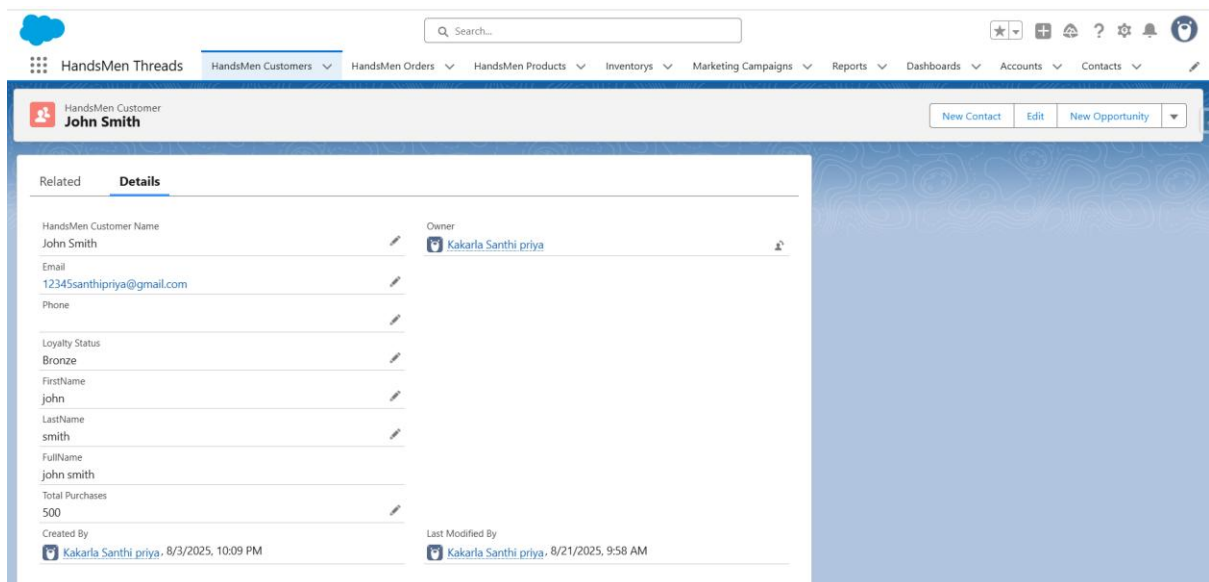 Search...
HandsMen Threads HandsMen Customers HandsMen Orders HandsMen Products Inventorys Marketing Campaigns Reports Dashboards Accounts Contacts
HandsMen Customer
John Smith
New Contact Edit New Opportunity
Related Details
HandsMen Customer Name
John Smith
Owner
Kakarla Santhi priya
Email
12345santhipriya@gmail.com
Phone
Loyalty Status
Bronze
FirstName
john
LastName
smith
FullName
john smith
Total Purchases
500
Created By
Kakarla Santhi priya, 8/3/2025, 10:09 PM
Last Modified By
Kakarla Santhi priya, 8/21/2025, 9:58 AM